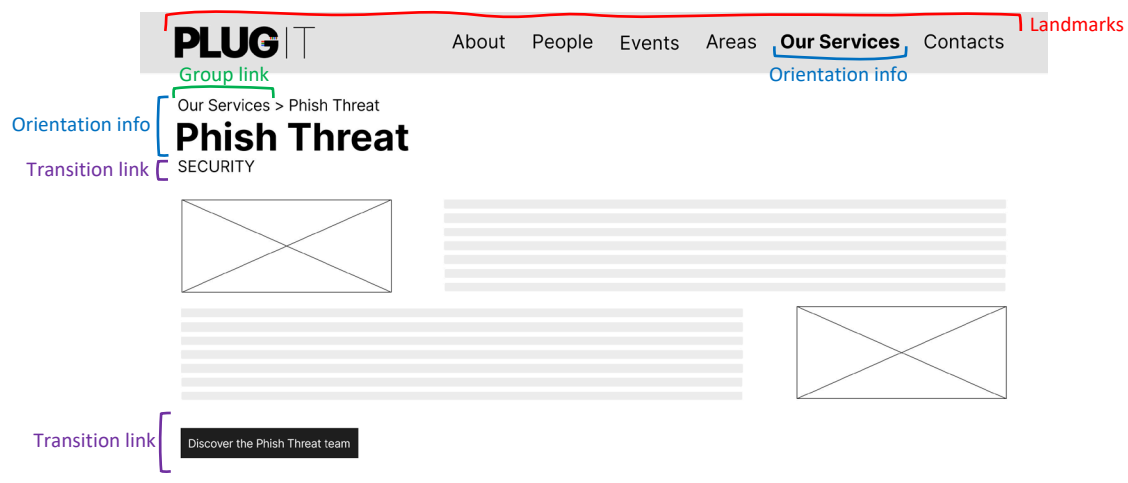 Landmarks
PLUG IT About People Events Areas Our Services Contacts
Group link Orientation info
Our Services > Phish Threat
Orientation info
Phish Threat
Transition link SECURITY
Transition link Discover the Phish Threat team